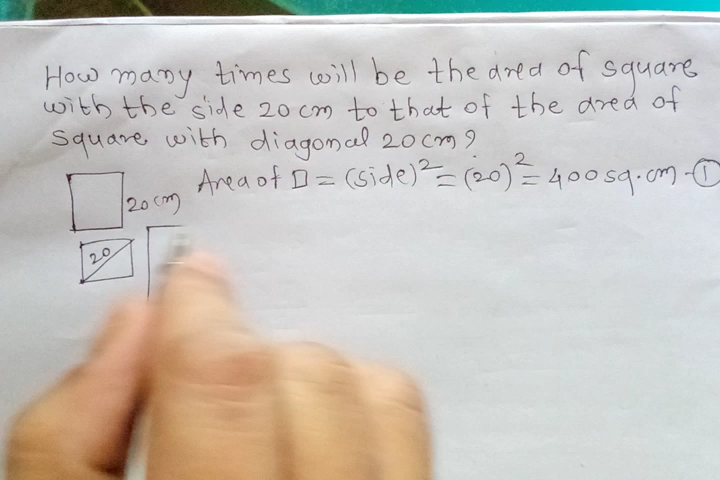 How many times will be the area of square
with the side 20 cm to that of the area of
square with diagonal 20 cm?
Area of □ = (side)² = (20)² = 400 sq. cm - ①
20 cm
20